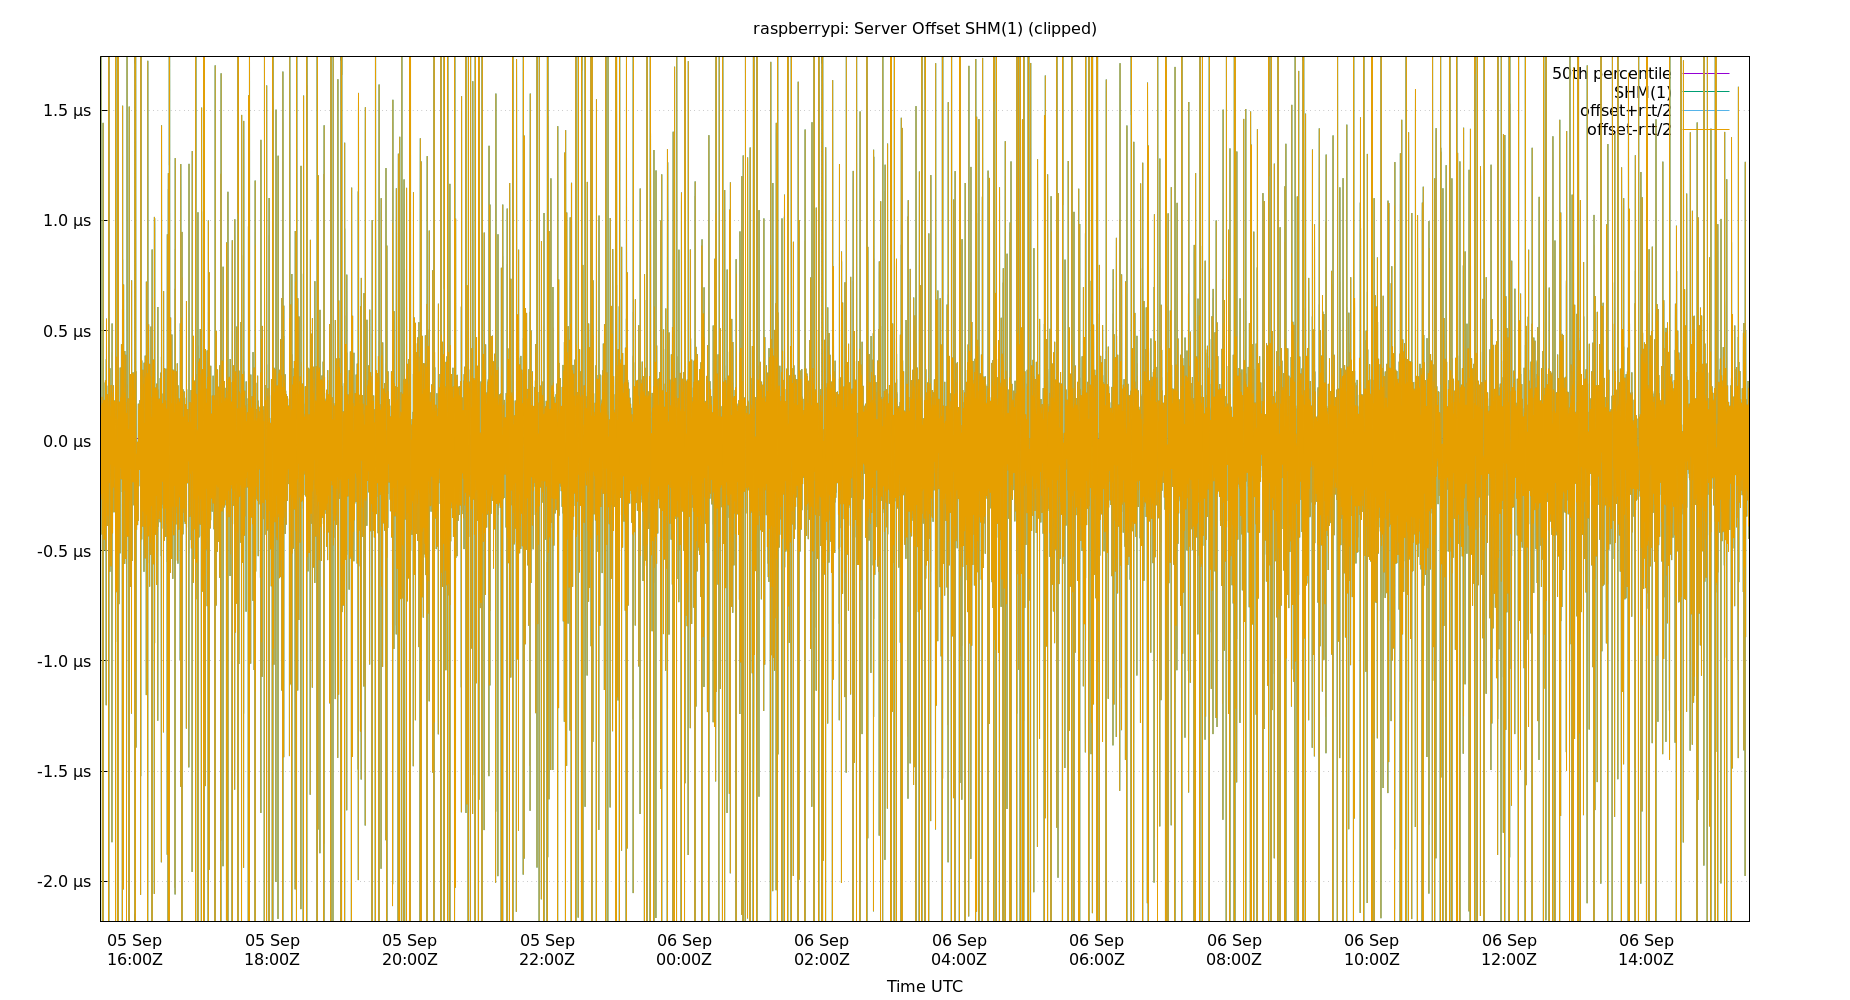 raspberrypi: Server Offset SHM(1) (clipped)
50th percentile
SHM(1)
offset+rtt/2
offset-rtt/2
1.5 µs
1.0 µs
0.5 µs
0.0 µs
-0.5 µs
-1.0 µs
-1.5 µs
-2.0 µs
05 Sep 05 Sep 05 Sep 05 Sep 06 Sep 06 Sep 06 Sep 06 Sep 06 Sep 06 Sep 06 Sep 06 Sep
16:00Z 18:00Z 20:00Z 22:00Z 00:00Z 02:00Z 04:00Z 06:00Z 08:00Z 10:00Z 12:00Z 14:00Z
Time UTC